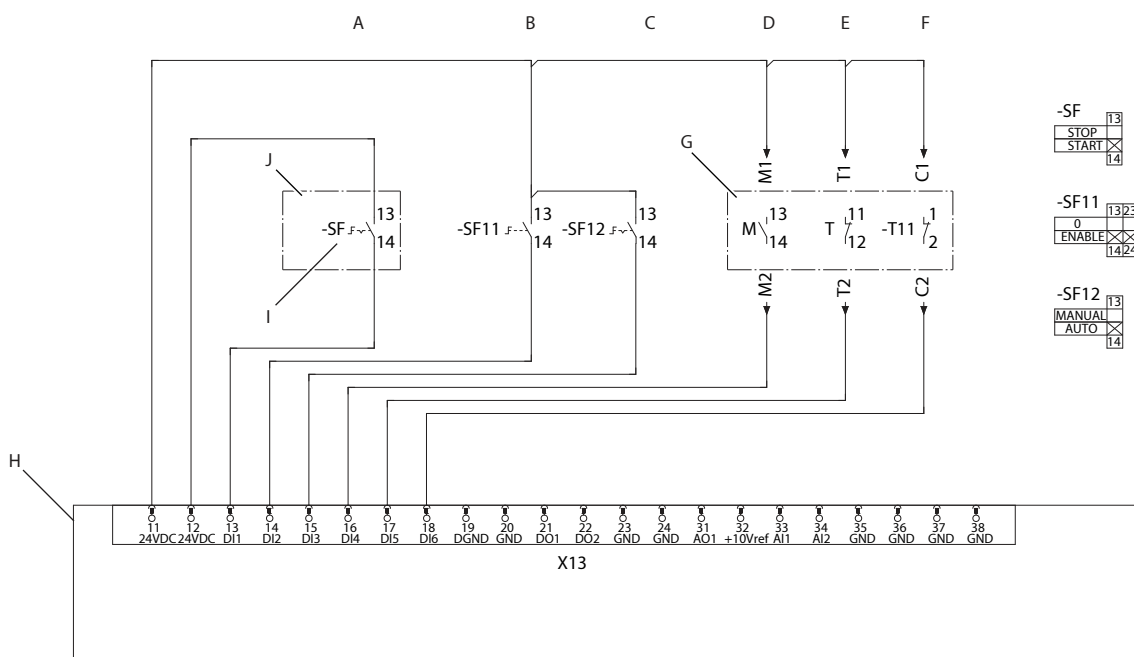 A B C D E F
-SF 13
STOP
START
14
G
J
M1 T1 C1
-SF11 13 23
0
ENABLE
14 24
-SF 13 14
-SF11 13 14
-SF12 13 14
M 13 14
T 11 12
-T11 1 2
I
M2 T2 C2
-SF12 13
MANUAL
AUTO
14
H
11 12 13 14 15 16 17 18 19 20 21 22 23 24 31 32 33 34 35 36 37 38
24VDC 24VDC DI1 DI2 DI3 DI4 DI5 DI6 DGND GND DO1 DO2 GND GND AO1 +10Vref AI1 AI2 GND GND GND GND
X13